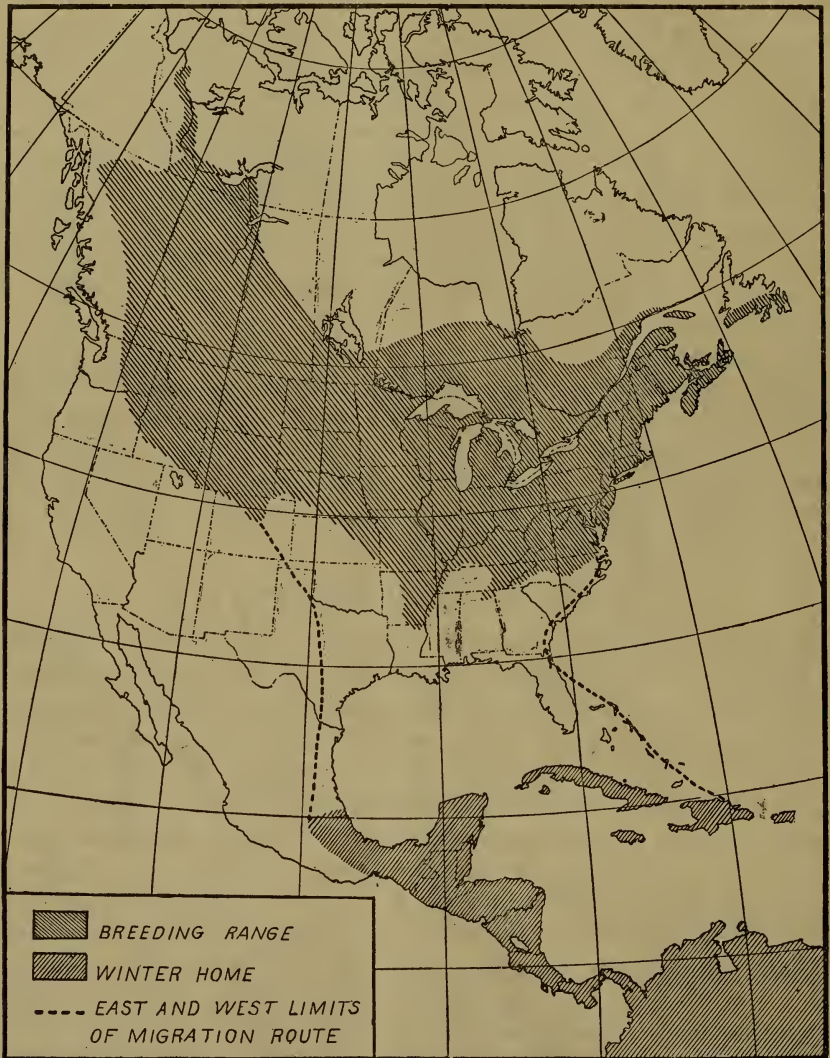 BREEDING RANGE
WINTER HOME
EAST AND WEST LIMITS
OF MIGRATION ROUTE